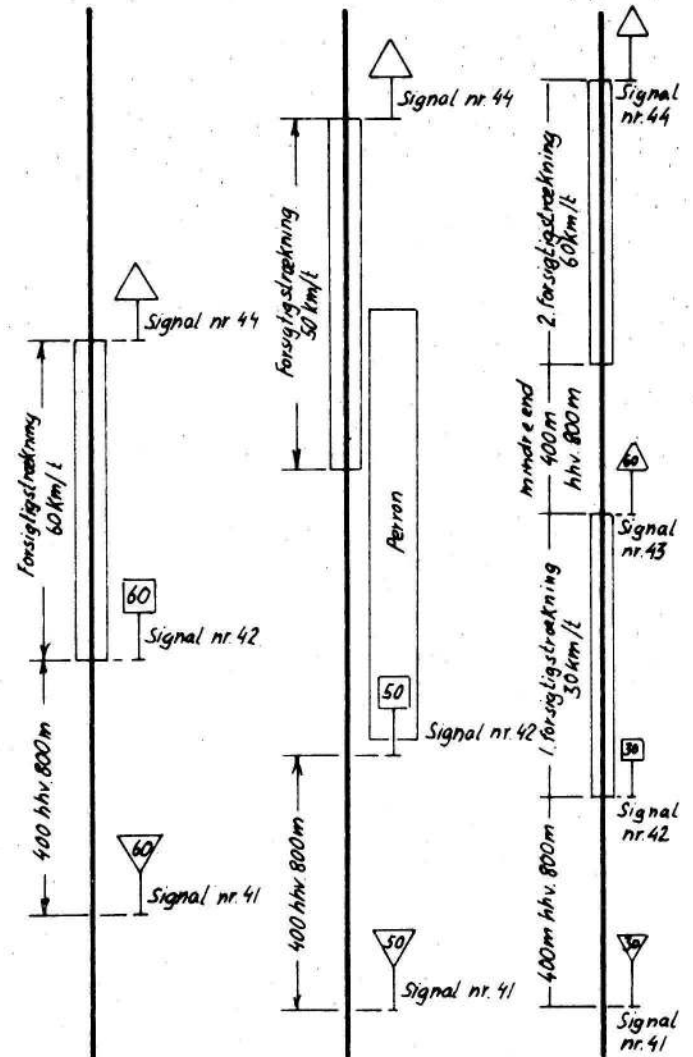 Signal nr. 44
Forsigtigstrækning
60 km/t
60
Signal nr. 42
400 hhv. 800 m
60
Signal nr. 41
Signal nr. 44
Forsigtigstrækning
50 km/t
Perron
50
Signal nr. 42
400 hhv. 800 m
50
Signal nr. 41
Signal
nr. 44
2. forsigtigstrækning
60 km/t
mindre end
400 m
hhv. 800 m
60
Signal
nr. 43
1. forsigtigstrækning
30 km/t
30
Signal
nr. 42
400 m hhv. 800 m
30
Signal
nr. 41